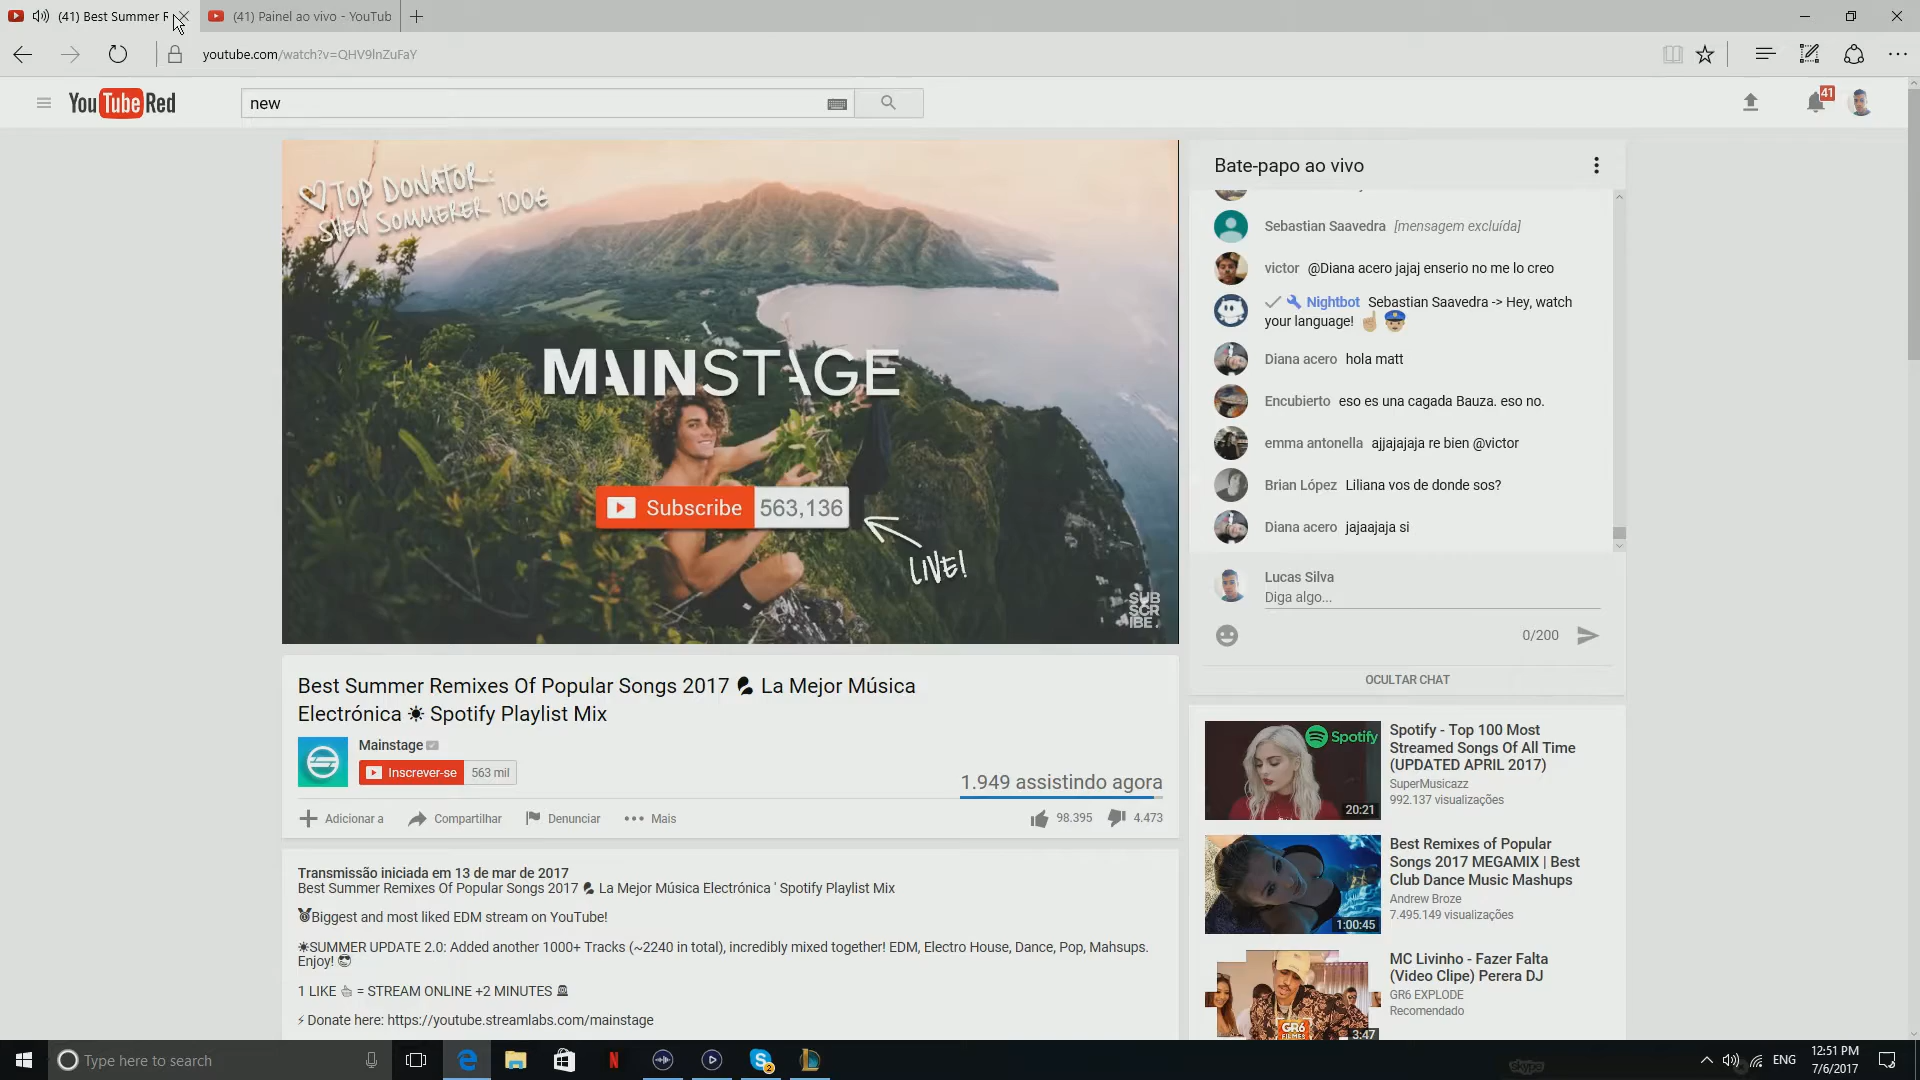 (41) Best Summer R
(41) Painel ao vivo - YouTub
youtube.com/watch?v=QHV9lnZuFaY
YouTube Red
new
41
TOP DONATOR:
SVEN SOMMERER 100€
MAINSTAGE
Subscribe 563,136
LIVE!
SUB
SCR
IBE.
Bate-papo ao vivo
Sebastian Saavedra [mensagem excluída]
victor @Diana acero jajaj enserio no me lo creo
Nightbot Sebastian Saavedra -> Hey, watch
your language!
Diana acero hola matt
Encubierto eso es una cagada Bauza. eso no.
emma antonella ajjajajaja re bien @victor
Brian López Liliana vos de donde sos?
Diana acero jajaajaja si
Lucas Silva
Diga algo...
0/200
OCULTAR CHAT
Best Summer Remixes Of Popular Songs 2017 La Mejor Música
Electrónica ☀ Spotify Playlist Mix
Mainstage
Inscrever-se 563 mil
1.949 assistindo agora
Adicionar a Compartilhar Denunciar Mais 98.395 4.473
Transmissão iniciada em 13 de mar de 2017
Best Summer Remixes Of Popular Songs 2017 La Mejor Música Electrónica ' Spotify Playlist Mix
Biggest and most liked EDM stream on YouTube!
☀SUMMER UPDATE 2.0: Added another 1000+ Tracks (~2240 in total), incredibly mixed together! EDM, Electro House, Dance, Pop, Mahsups.
Enjoy! 😎
1 LIKE = STREAM ONLINE +2 MINUTES
⚡ Donate here: https://youtube.streamlabs.com/mainstage
Spotify
20:21
Spotify - Top 100 Most
Streamed Songs Of All Time
(UPDATED APRIL 2017)
SuperMusicazz
992.137 visualizações
1:00:45
Best Remixes of Popular
Songs 2017 MEGAMIX | Best
Club Dance Music Mashups
Andrew Broze
7.495.149 visualizações
GR6
FILMES
3:47
MC Livinho - Fazer Falta
(Video Clipe) Perera DJ
GR6 EXPLODE
Recomendado
Type here to search
N
2
skype
ENG
12:51 PM
7/6/2017